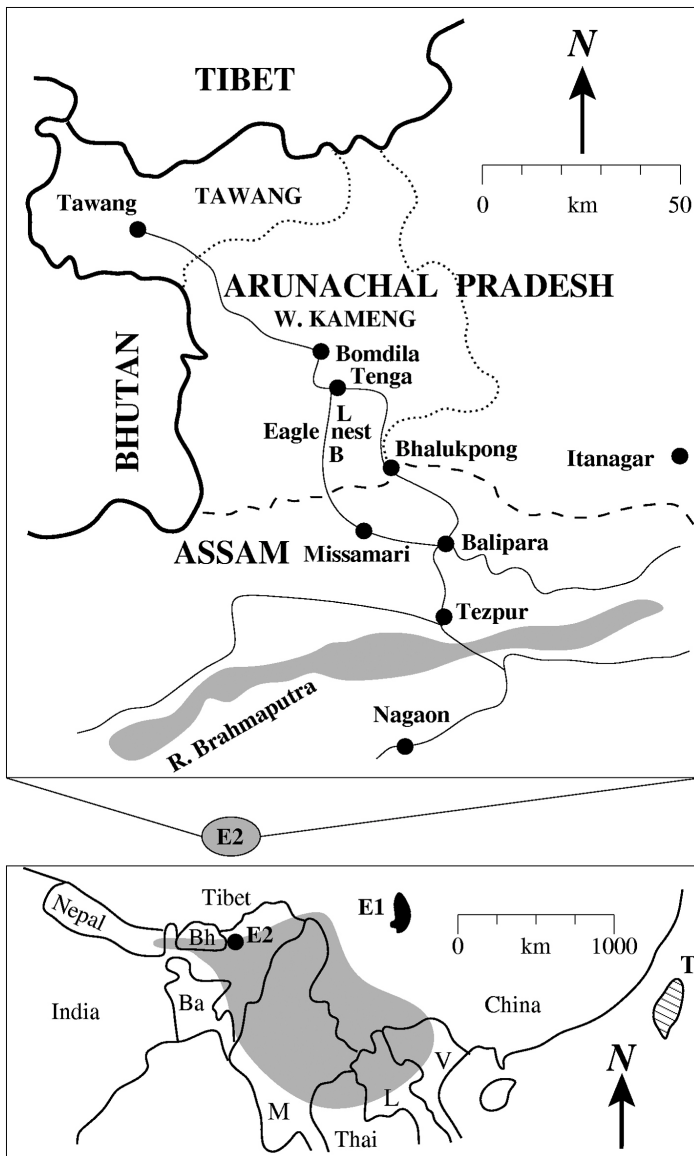 N
TIBET
TAWANG
Tawang
0 km 50
ARUNACHAL PRADESH
W. KAMENG
BHUTAN
Bomdila
Tenga
L
Eagle nest
B
Bhalukpong
Itanagar
ASSAM
Missamari
Balipara
Tezpur
R. Brahmaputra
Nagaon
E2
Tibet
E1
Nepal
Bh
E2
0 km 1000
T
India
Ba
China
V
N
M
L
Thai